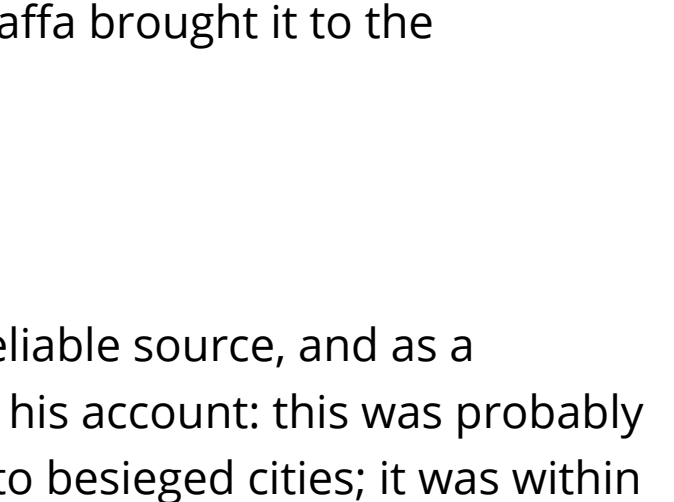 affa brought it to the
eliable source, and as a
his account: this was probably
to besieged cities; it was within